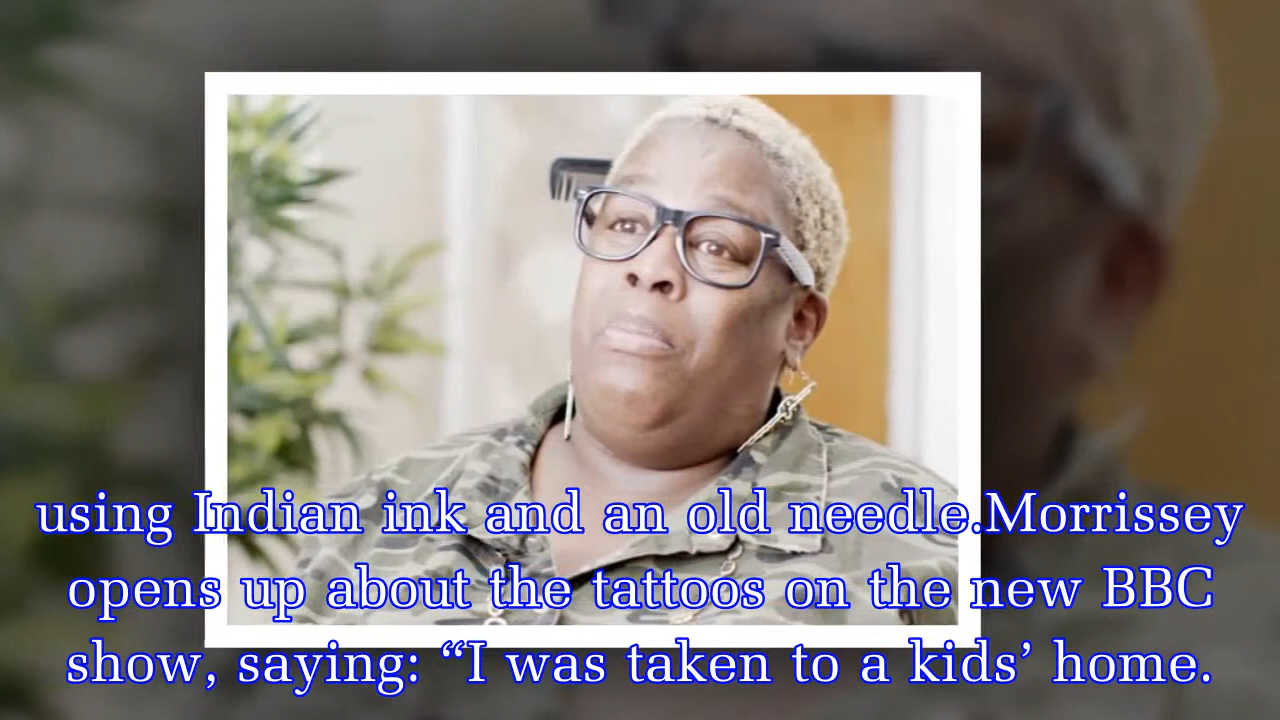 using Indian ink and an old needle.Morrissey
opens up about the tattoos on the new BBC
show, saying: “I was taken to a kids’ home.